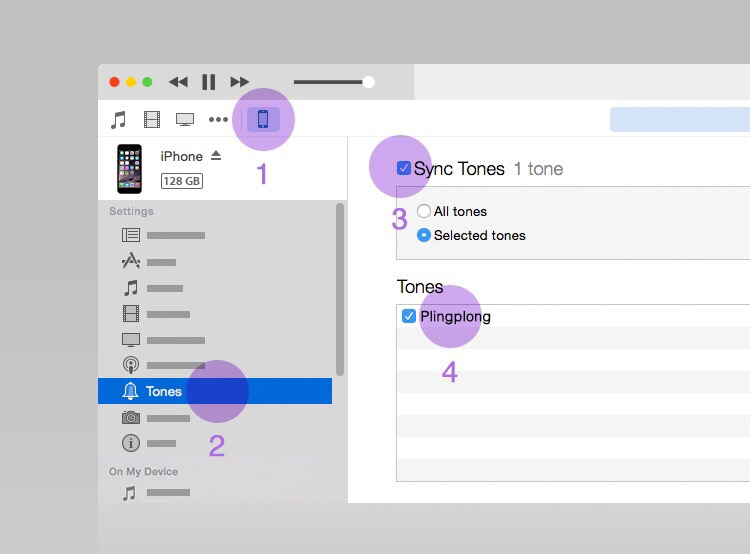 1
iPhone
128 GB
Settings
Tones
2
On My Device
Sync Tones 1 tone
3
All tones
Selected tones
Tones
Plingplong
4